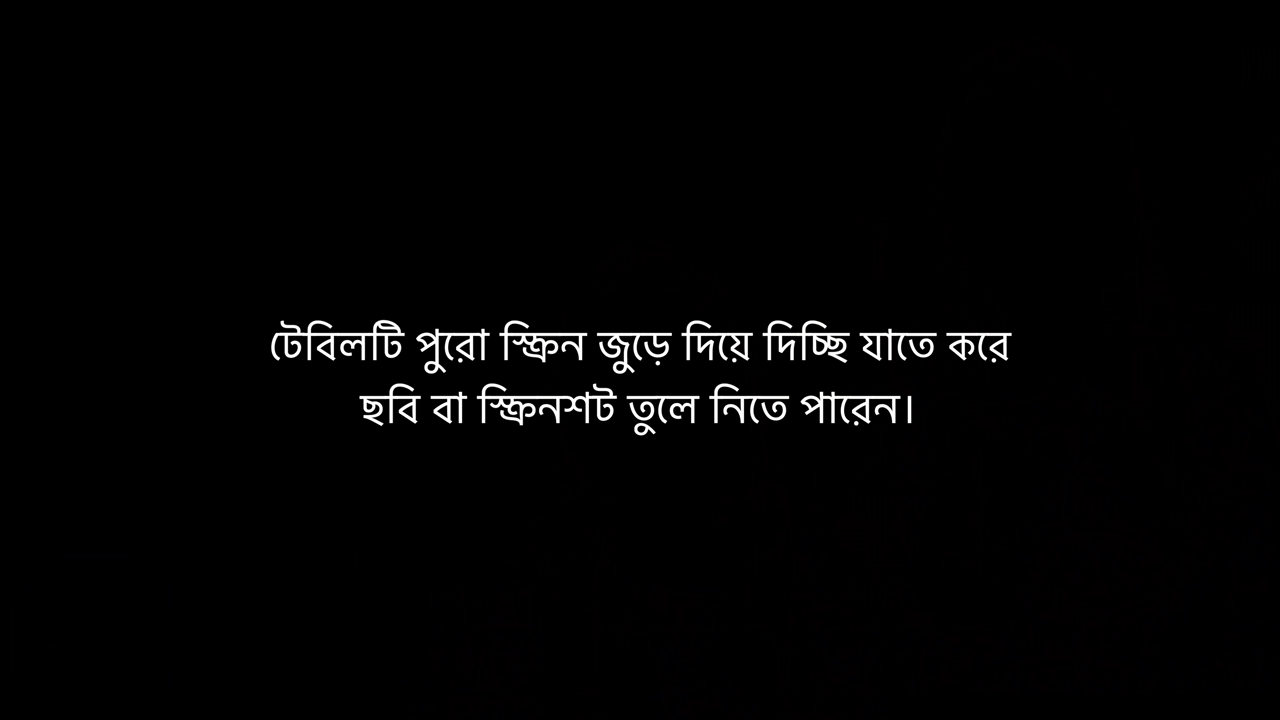 টেবিলটি পুরো স্ক্রিন জুড়ে দিয়ে দিচ্ছি যাতে করে
ছবি বা স্ক্রিনশট তুলে নিতে পারেন।